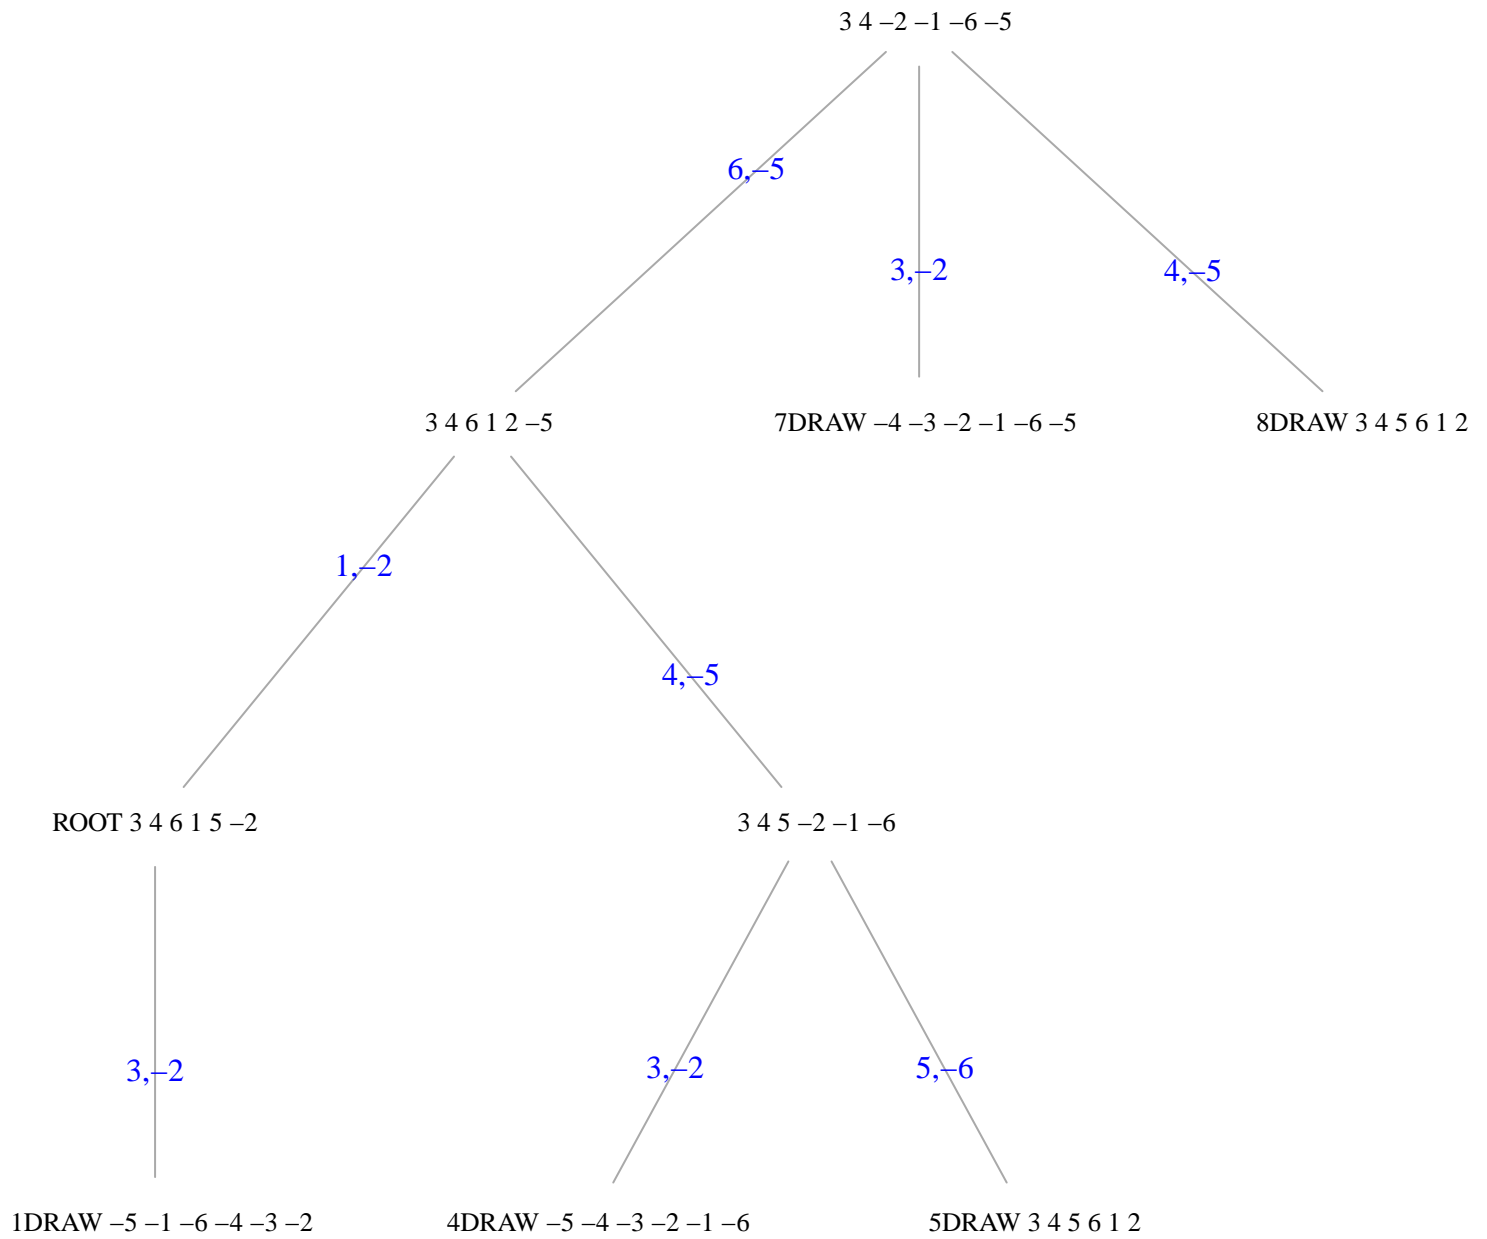 3 4 –2 –1 –6 –5
6,–5
3,–2
4,–5
3 4 6 1 2 –5
7DRAW –4 –3 –2 –1 –6 –5
8DRAW 3 4 5 6 1 2
1,–2
4,–5
ROOT 3 4 6 1 5 –2
3 4 5 –2 –1 –6
3,–2
3,–2
5,–6
1DRAW –5 –1 –6 –4 –3 –2
4DRAW –5 –4 –3 –2 –1 –6
5DRAW 3 4 5 6 1 2